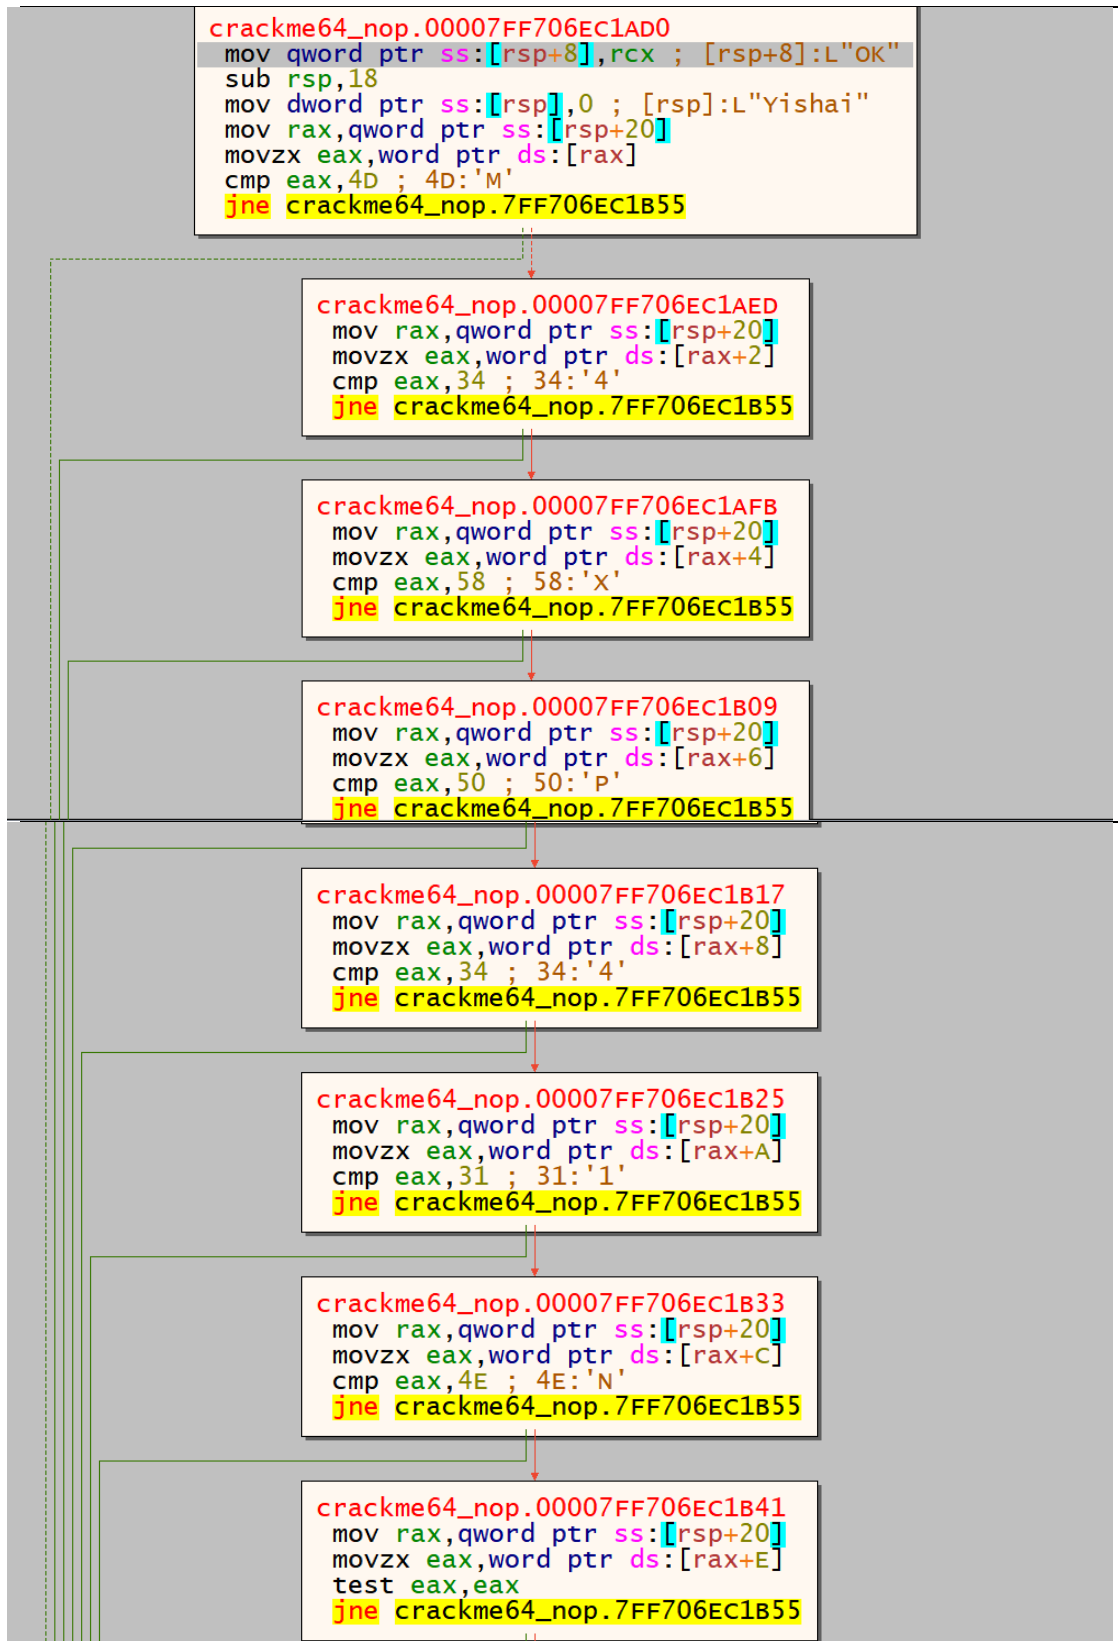 crackme64_nop.00007FF706EC1AD0
mov qword ptr ss:[rsp+8],rcx ; [rsp+8]:L"OK"
sub rsp,18
mov dword ptr ss:[rsp],0 ; [rsp]:L"Yishai"
mov rax,qword ptr ss:[rsp+20]
movzx eax,word ptr ds:[rax]
cmp eax,4D ; 4D:'M'
jne crackme64_nop.7FF706EC1B55
crackme64_nop.00007FF706EC1AED
mov rax,qword ptr ss:[rsp+20]
movzx eax,word ptr ds:[rax+2]
cmp eax,34 ; 34:'4'
jne crackme64_nop.7FF706EC1B55
crackme64_nop.00007FF706EC1AFB
mov rax,qword ptr ss:[rsp+20]
movzx eax,word ptr ds:[rax+4]
cmp eax,58 ; 58:'X'
jne crackme64_nop.7FF706EC1B55
crackme64_nop.00007FF706EC1B09
mov rax,qword ptr ss:[rsp+20]
movzx eax,word ptr ds:[rax+6]
cmp eax,50 ; 50:'P'
jne crackme64_nop.7FF706EC1B55
crackme64_nop.00007FF706EC1B17
mov rax,qword ptr ss:[rsp+20]
movzx eax,word ptr ds:[rax+8]
cmp eax,34 ; 34:'4'
jne crackme64_nop.7FF706EC1B55
crackme64_nop.00007FF706EC1B25
mov rax,qword ptr ss:[rsp+20]
movzx eax,word ptr ds:[rax+A]
cmp eax,31 ; 31:'1'
jne crackme64_nop.7FF706EC1B55
crackme64_nop.00007FF706EC1B33
mov rax,qword ptr ss:[rsp+20]
movzx eax,word ptr ds:[rax+C]
cmp eax,4E ; 4E:'N'
jne crackme64_nop.7FF706EC1B55
crackme64_nop.00007FF706EC1B41
mov rax,qword ptr ss:[rsp+20]
movzx eax,word ptr ds:[rax+E]
test eax,eax
jne crackme64_nop.7FF706EC1B55